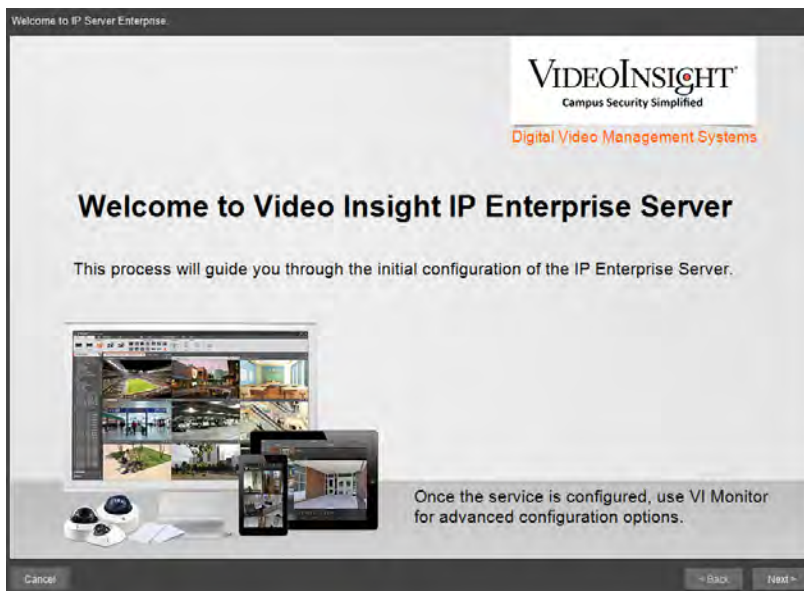 Welcome to IP Server Enterprise.
VIDEOINSIGHT
Campus Security Simplified
Digital Video Management Systems
Welcome to Video Insight IP Enterprise Server
This process will guide you through the initial configuration of the IP Enterprise Server.
Once the service is configured, use VI Monitor
for advanced configuration options.
Cancel
< Back
Next >